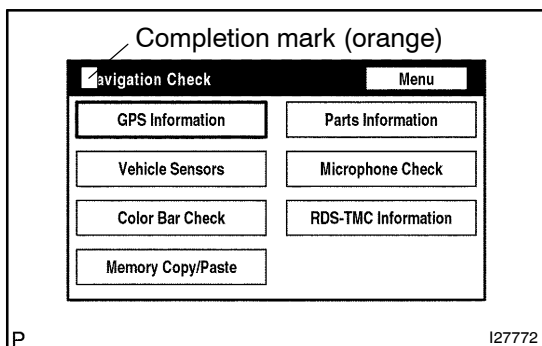 Completion mark (orange)
avigation Check
Menu
GPS Information
Parts Information
Vehicle Sensors
Microphone Check
Color Bar Check
RDS-TMC Information
Memory Copy/Paste
P
I27772